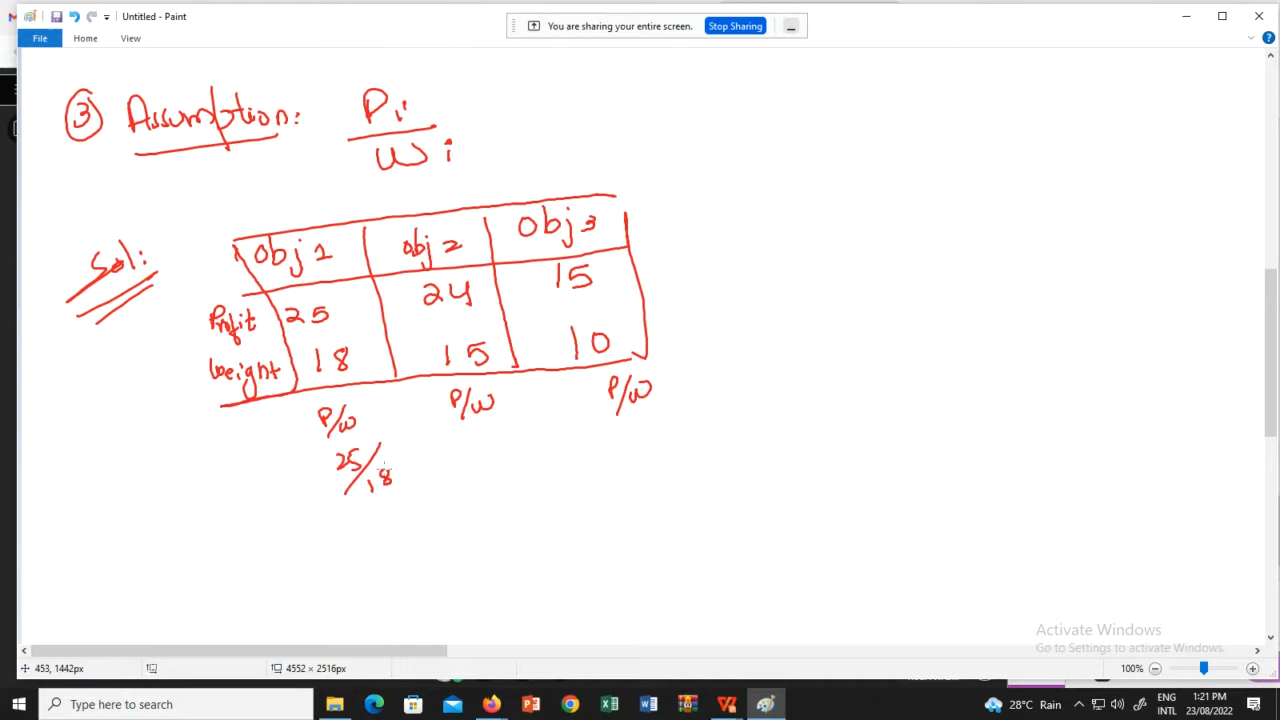 Untitled - Paint
You are sharing your entire screen. Stop Sharing
File Home View
③ Assumption: Pi
Wi
Sol:
Obj 1 obj 2 Obj 3
Profit 25 24 15
weight 18 15 10
P/W P/W P/W
25/18
Activate Windows
Go to Settings to activate Windows.
453, 1442px 4552 × 2516px 100%
Type here to search 28°C Rain ENG INTL 1:21 PM 23/08/2022